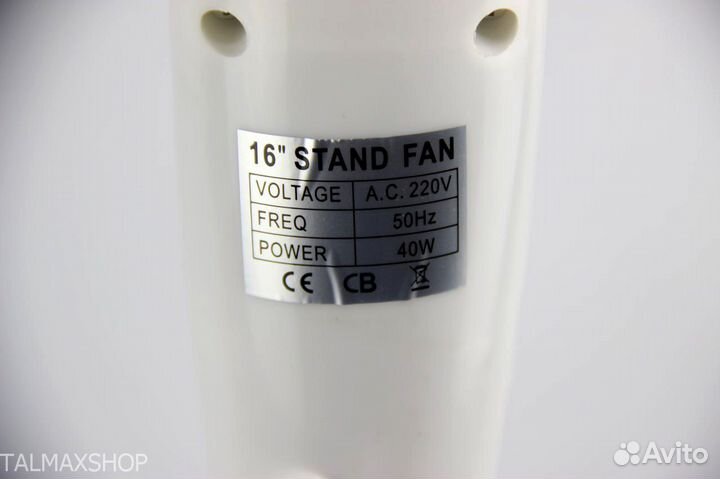 16" STAND FAN
VOLTAGE A.C. 220V
FREQ 50Hz
POWER 40W
CE CB
TALMAXSHOP
Avito